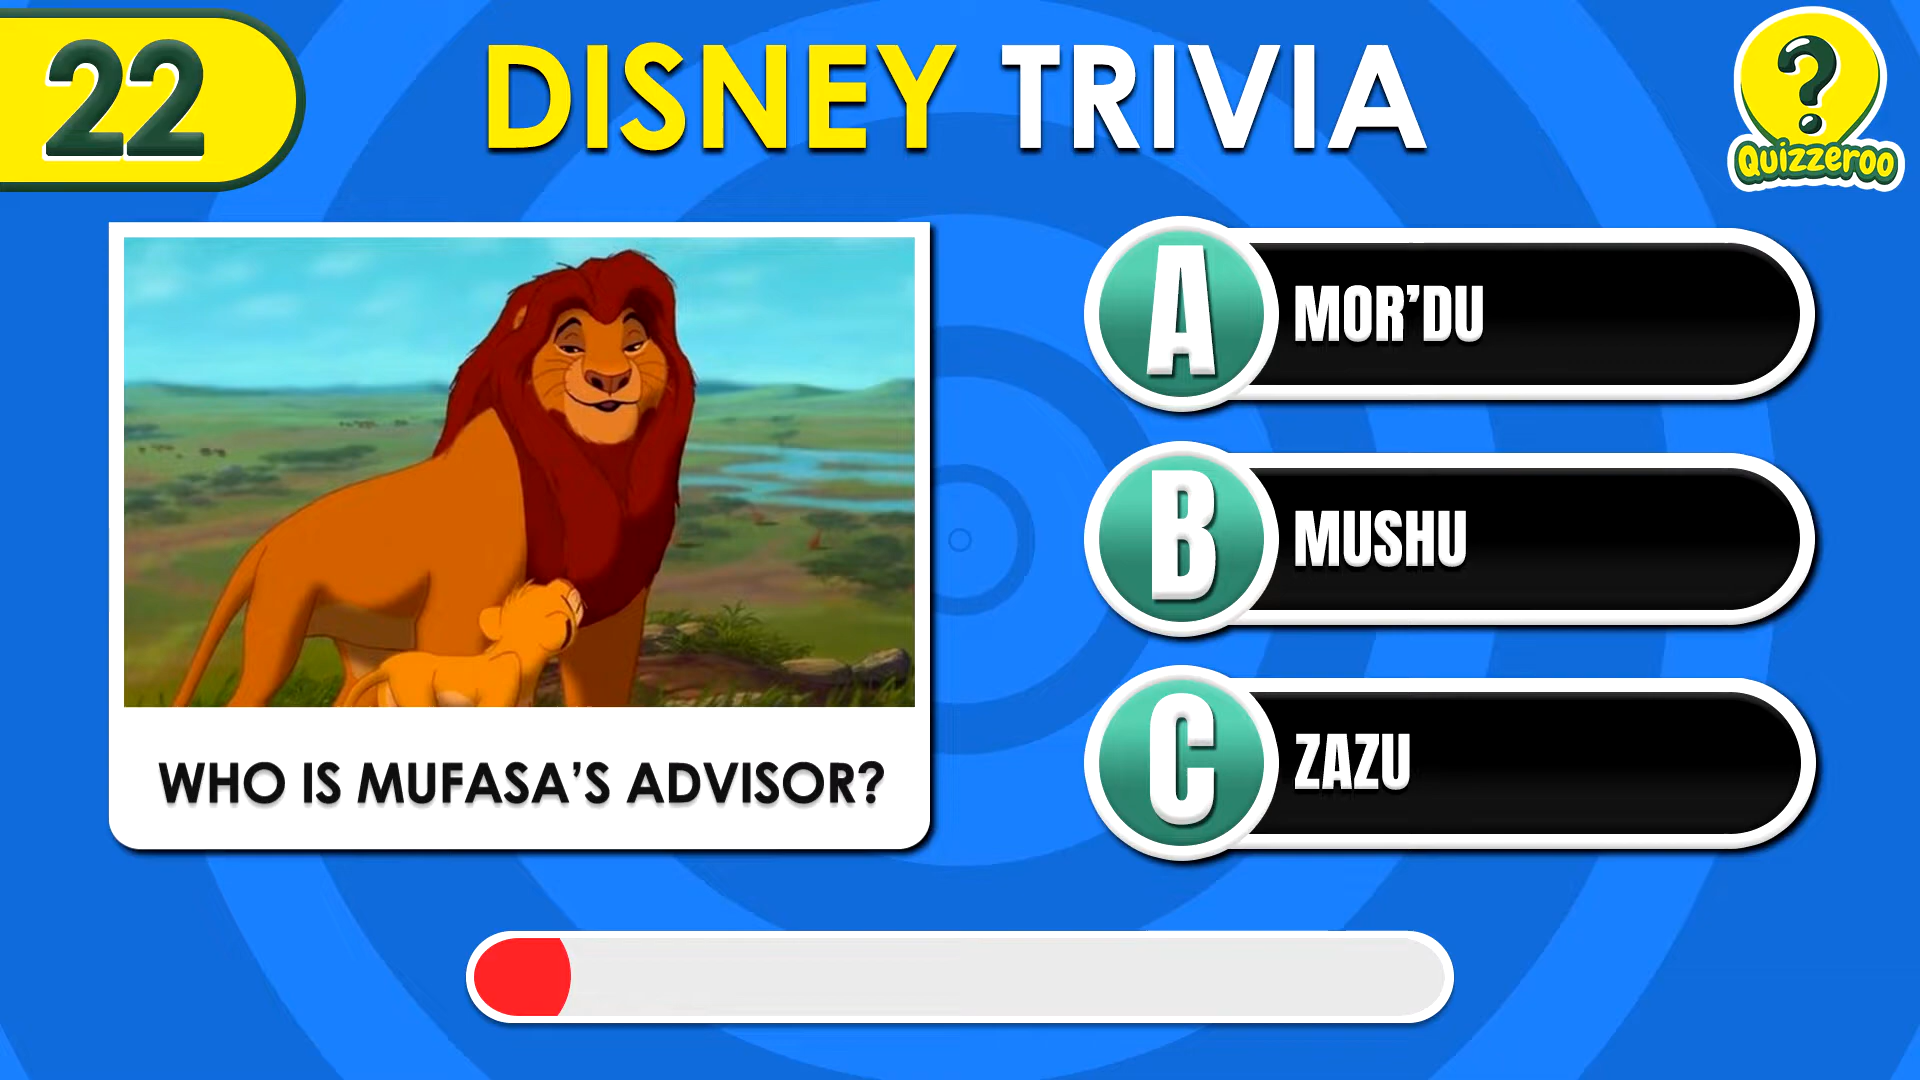 22
DISNEY TRIVIA
?
Quizzeroo
WHO IS MUFASA’S ADVISOR?
A MOR’DU
B MUSHU
C ZAZU